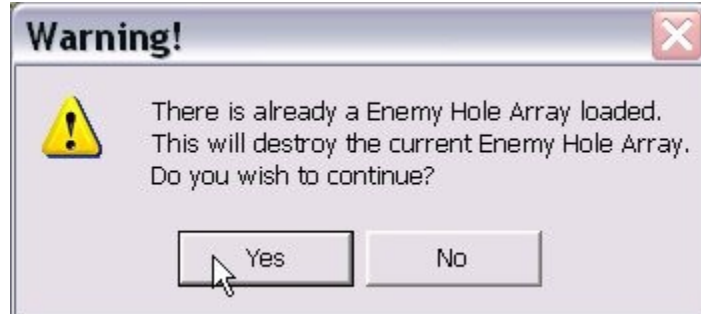 Warning!
There is already a Enemy Hole Array loaded.
This will destroy the current Enemy Hole Array.
Do you wish to continue?
Yes
No